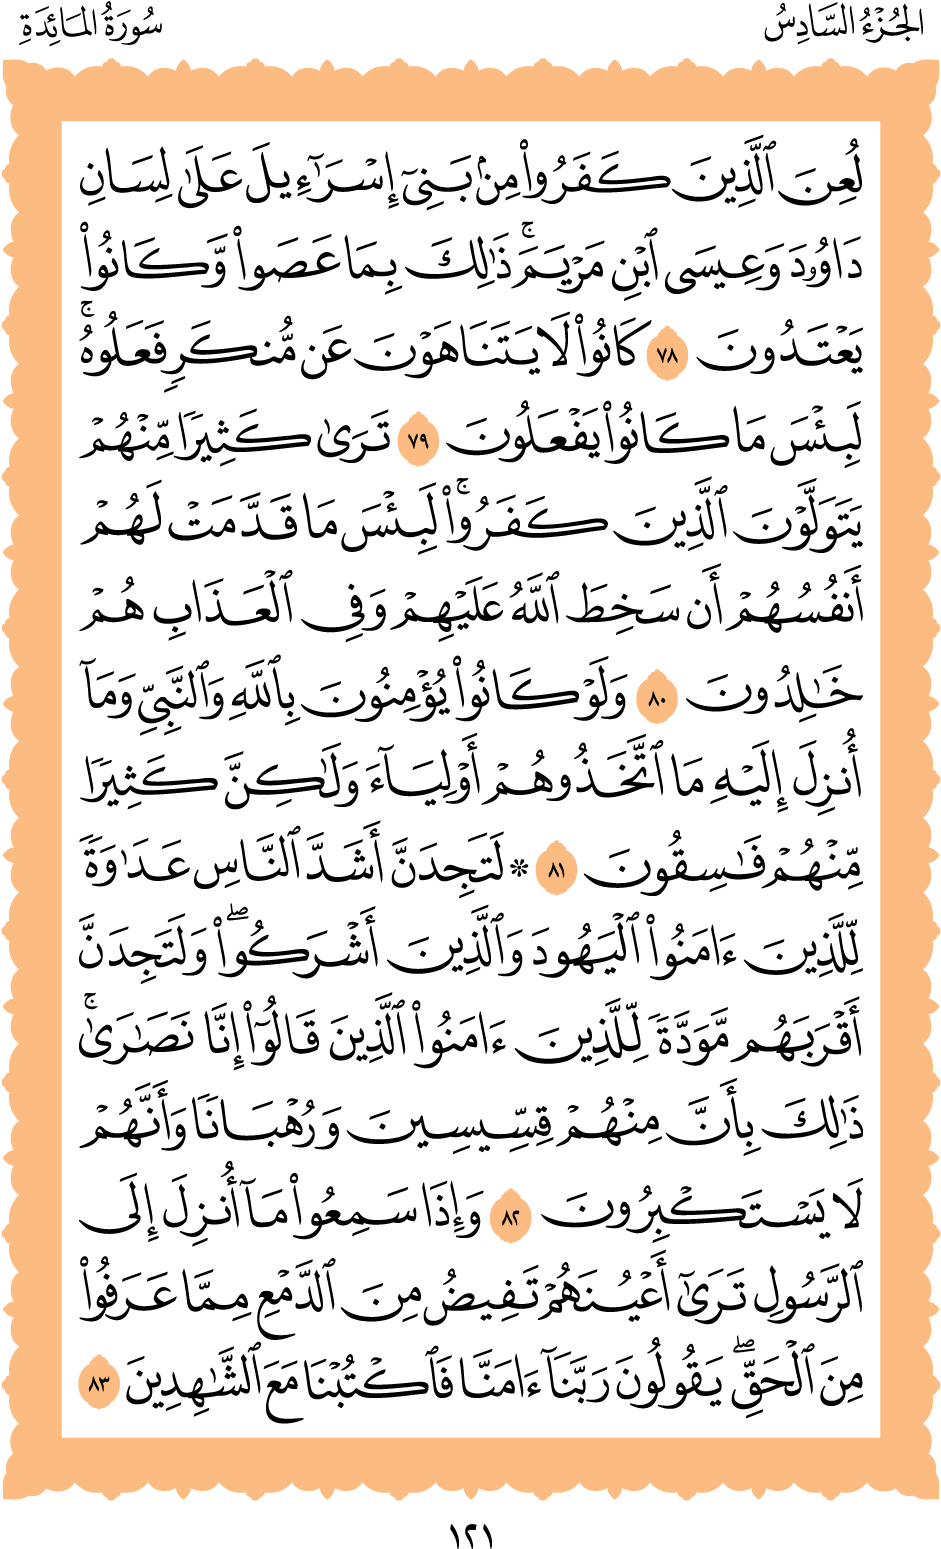 الجُزْءُ السَّادِسُ
سُورَةُ المَائِدَةِ
لُعِنَ ٱلَّذِينَ كَفَرُوا۟ مِنۢ بَنِىٓ إِسْرَٰٓءِيلَ عَلَىٰ لِسَانِ
دَاوُۥدَ وَعِيسَى ٱبْنِ مَرْيَمَ ۚ ذَٰلِكَ بِمَا عَصَوا۟ وَّكَانُوا۟
يَعْتَدُونَ ٧٨ كَانُوا۟ لَا يَتَنَاهَوْنَ عَن مُّنكَرٍ فَعَلُوهُ ۚ
لَبِئْسَ مَا كَانُوا۟ يَفْعَلُونَ ٧٩ تَرَىٰ كَثِيرًا مِّنْهُمْ
يَتَوَلَّوْنَ ٱلَّذِينَ كَفَرُوا۟ ۚ لَبِئْسَ مَا قَدَّمَتْ لَهُمْ
أَنفُسُهُمْ أَن سَخِطَ ٱللَّهُ عَلَيْهِمْ وَفِى ٱلْعَذَابِ هُمْ
خَـٰلِدُونَ ٨٠ وَلَوْ كَانُوا۟ يُؤْمِنُونَ بِٱللَّهِ وَٱلنَّبِىِّ وَمَآ
أُنزِلَ إِلَيْهِ مَا ٱتَّخَذُوهُمْ أَوْلِيَآءَ وَلَـٰكِنَّ كَثِيرًا
مِّنْهُمْ فَـٰسِقُونَ ٨١ ۞ لَتَجِدَنَّ أَشَدَّ ٱلنَّاسِ عَدَٰوَةً
لِّلَّذِينَ ءَامَنُوا۟ ٱلْيَهُودَ وَٱلَّذِينَ أَشْرَكُوا۟ ۖ وَلَتَجِدَنَّ
أَقْرَبَهُم مَّوَدَّةً لِّلَّذِينَ ءَامَنُوا۟ ٱلَّذِينَ قَالُوٓا۟ إِنَّا نَصَـٰرَىٰ ۚ
ذَٰلِكَ بِأَنَّ مِنْهُمْ قِسِّيسِينَ وَرُهْبَانًا وَأَنَّهُمْ
لَا يَسْتَكْبِرُونَ ٨٢ وَإِذَا سَمِعُوا۟ مَآ أُنزِلَ إِلَى
ٱلرَّسُولِ تَرَىٰٓ أَعْيُنَهُمْ تَفِيضُ مِنَ ٱلدَّمْعِ مِمَّا عَرَفُوا۟
مِنَ ٱلْحَقِّ ۖ يَقُولُونَ رَبَّنَآ ءَامَنَّا فَٱكْتُبْنَا مَعَ ٱلشَّـٰهِدِينَ ٨٣
١٢١